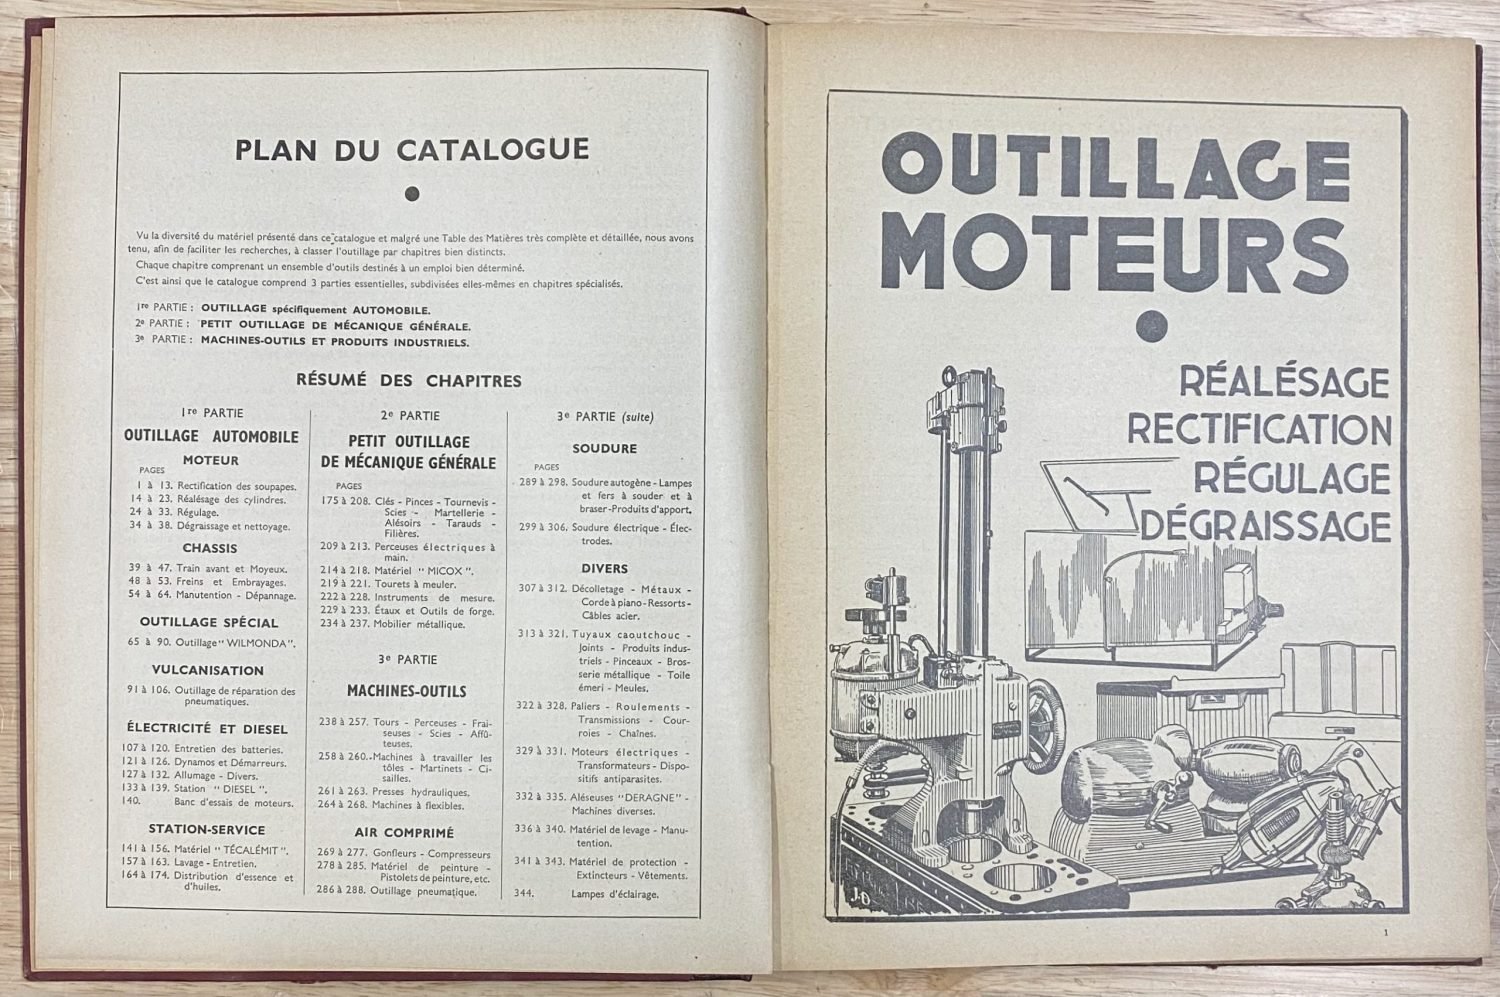 PLAN DU CATALOGUE
Vu la diversité du matériel présenté dans ce catalogue et malgré une Table des Matières très complète et détaillée, nous avons
tenu, afin de faciliter les recherches, à classer l'outillage par chapitres bien distincts.
Chaque chapitre comprenant un ensemble d'outils destinés à un emploi bien déterminé.
C'est ainsi que le catalogue comprend 3 parties essentielles, subdivisées elles-mêmes en chapitres spécialisés.
1re PARTIE : OUTILLAGE spécifiquement AUTOMOBILE.
2e PARTIE : PETIT OUTILLAGE DE MÉCANIQUE GÉNÉRALE.
3e PARTIE : MACHINES-OUTILS ET PRODUITS INDUSTRIELS.
RÉSUMÉ DES CHAPITRES
1re PARTIE
OUTILLAGE AUTOMOBILE
MOTEUR
PAGES
1 à 13. Rectification des soupapes.
14 à 23. Réalésage des cylindres.
24 à 33. Régulage.
34 à 38. Dégraissage et nettoyage.
CHASSIS
39 à 47. Train avant et Moyeux.
48 à 53. Freins et Embrayages.
54 à 64. Manutention - Dépannage.
OUTILLAGE SPÉCIAL
65 à 90. Outillage "WILMONDA".
VULCANISATION
91 à 106. Outillage de réparation des
pneumatiques.
ÉLECTRICITÉ ET DIESEL
107 à 120. Entretien des batteries.
121 à 126. Dynamos et Démarreurs.
127 à 132. Allumage - Divers.
133 à 139. Station " DIESEL ".
140. Banc d'essais de moteurs.
STATION-SERVICE
141 à 156. Matériel " TÉCALÉMIT ".
157 à 163. Lavage - Entretien.
164 à 174. Distribution d'essence et
d'huiles.
2e PARTIE
PETIT OUTILLAGE
DE MÉCANIQUE GÉNÉRALE
PAGES
175 à 208. Clés - Pinces - Tournevis -
Scies - Martellerie -
Alésoirs - Tarauds -
Filières.
209 à 213. Perceuses électriques à
main.
214 à 218. Matériel " MICOX ".
219 à 221. Tourets à meuler.
222 à 228. Instruments de mesure.
229 à 233. Étaux et Outils de forge.
234 à 237. Mobilier métallique.
3e PARTIE
MACHINES-OUTILS
238 à 257. Tours - Perceuses - Frai-
seuses - Scies - Affû-
teuses.
258 à 260. Machines à travailler les
tôles - Martinets - Ci-
sailles.
261 à 263. Presses hydrauliques.
264 à 268. Machines à flexibles.
AIR COMPRIMÉ
269 à 277. Gonfleurs - Compresseurs
278 à 285. Matériel de peinture -
Pistolets de peinture, etc.
286 à 288. Outillage pneumatique.
3e PARTIE (suite)
SOUDURE
PAGES
289 à 298. Soudure autogène - Lampes
et fers à souder et à
braser - Produits d'apport.
299 à 306. Soudure électrique - Élec-
trodes.
DIVERS
307 à 312. Décolletage - Métaux -
Corde à piano - Ressorts -
Câbles acier.
313 à 321. Tuyaux caoutchouc -
Joints - Produits indus-
triels - Pinceaux - Bros-
serie métallique - Toile
émeri - Meules.
322 à 328. Paliers - Roulements -
Transmissions - Cour-
roies - Chaînes.
329 à 331. Moteurs électriques -
Transformateurs - Dispo-
sitifs antiparasites.
332 à 335. Aléseuses "DERAGNE" -
Machines diverses.
336 à 340. Matériel de levage - Manu-
tention.
341 à 343. Matériel de protection -
Extincteurs - Vêtements.
344. Lampes d'éclairage.
OUTILLAGE
MOTEURS
RÉALÉSAGE
RECTIFICATION
RÉGULAGE
DÉGRAISSAGE
J.D
1